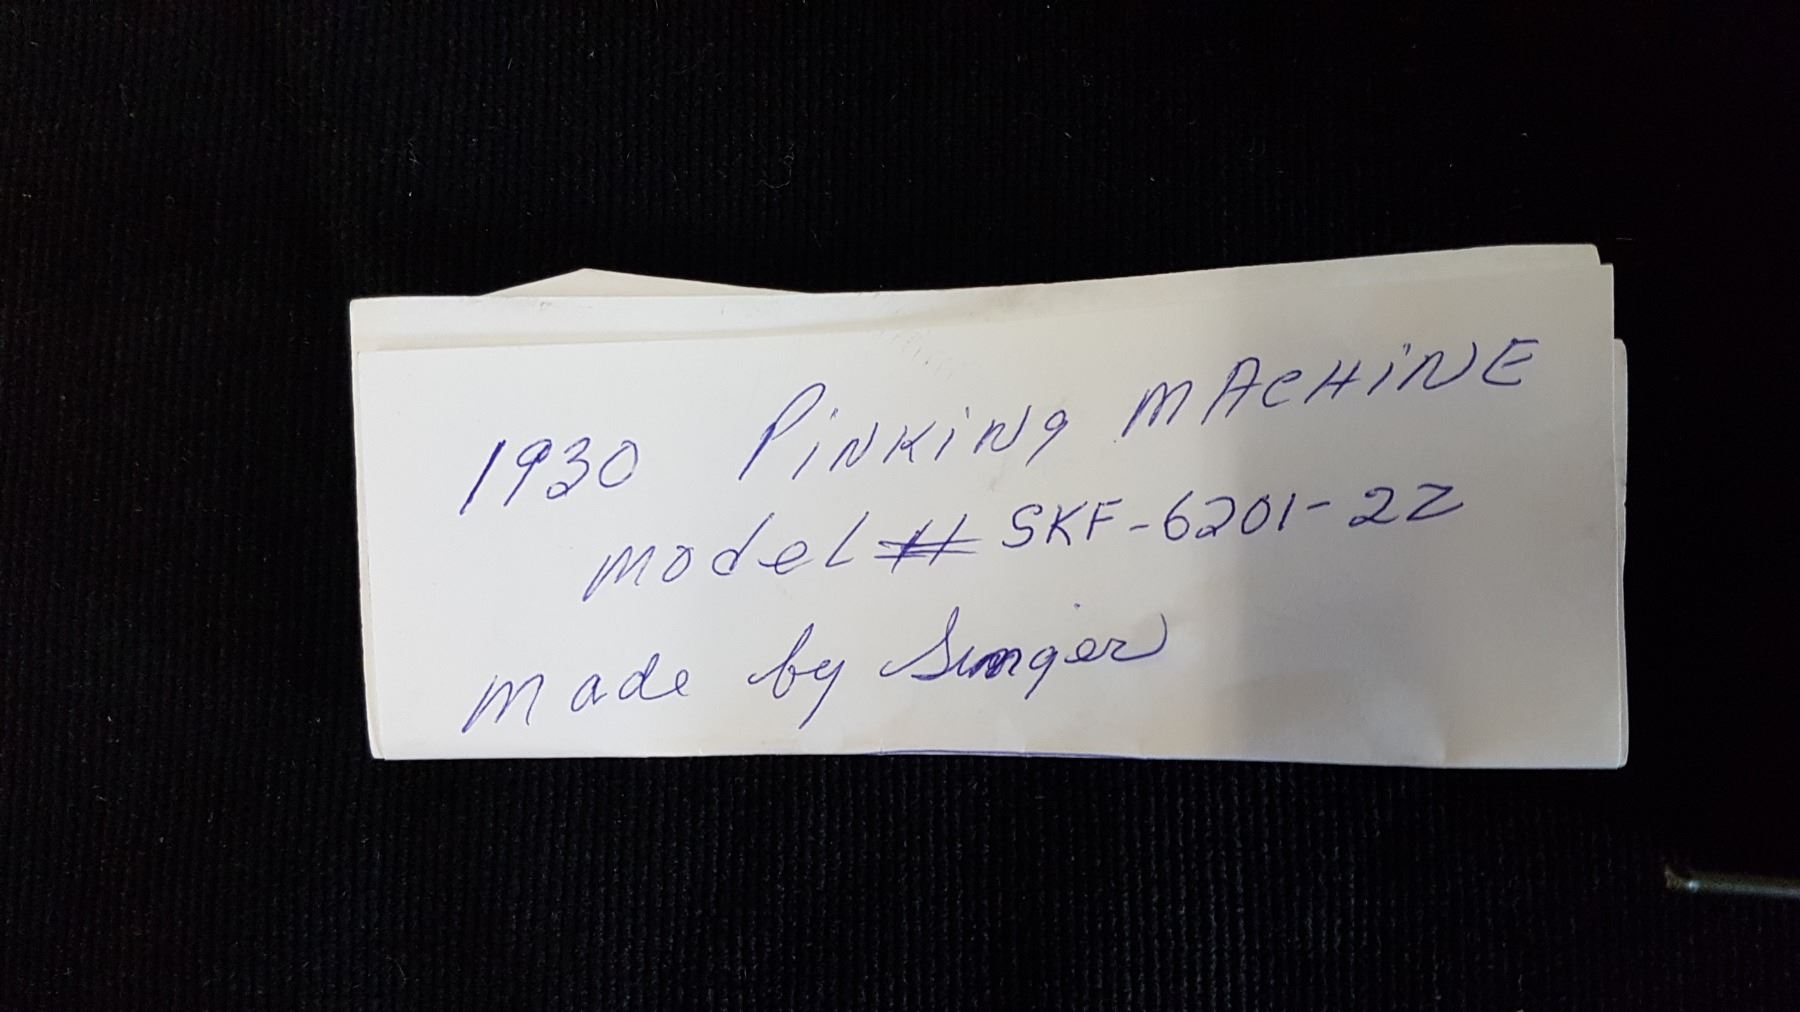 1930 PiNKiNg MACHiNE
Model # SKF-6201-2Z
Made by Singer